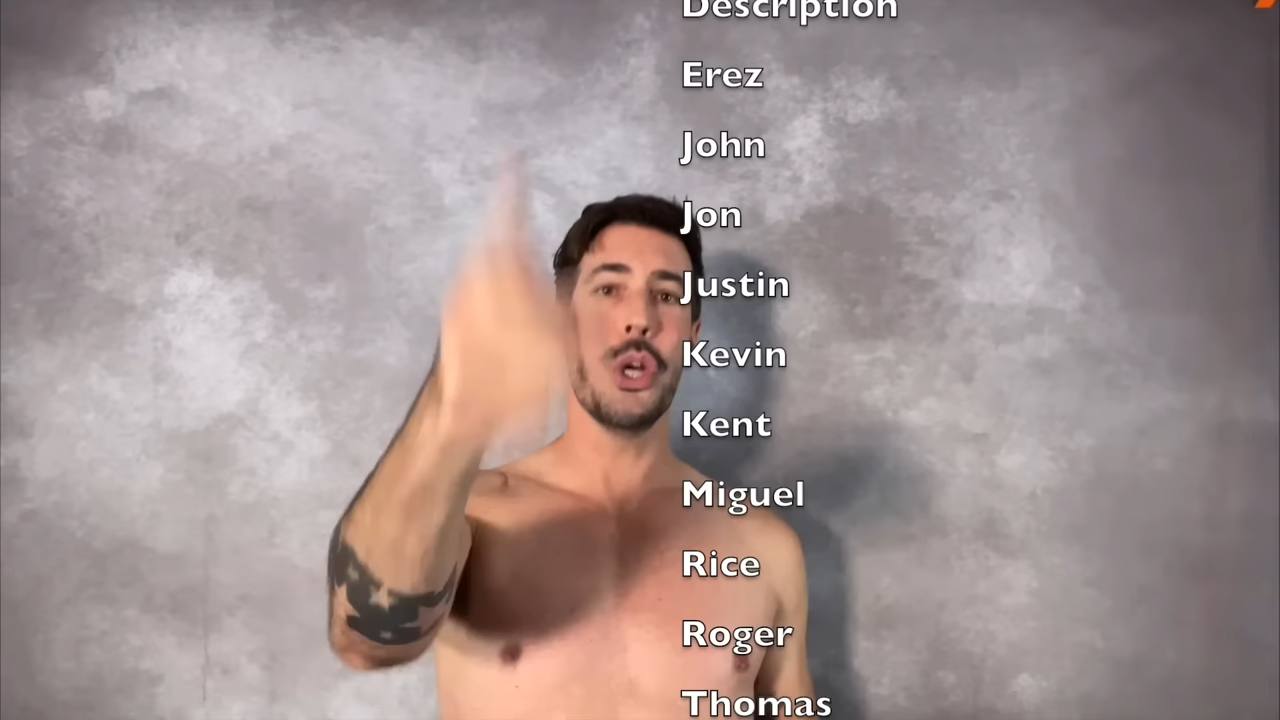 Description
Erez
John
Jon
Justin
Kevin
Kent
Miguel
Rice
Roger
Thomas